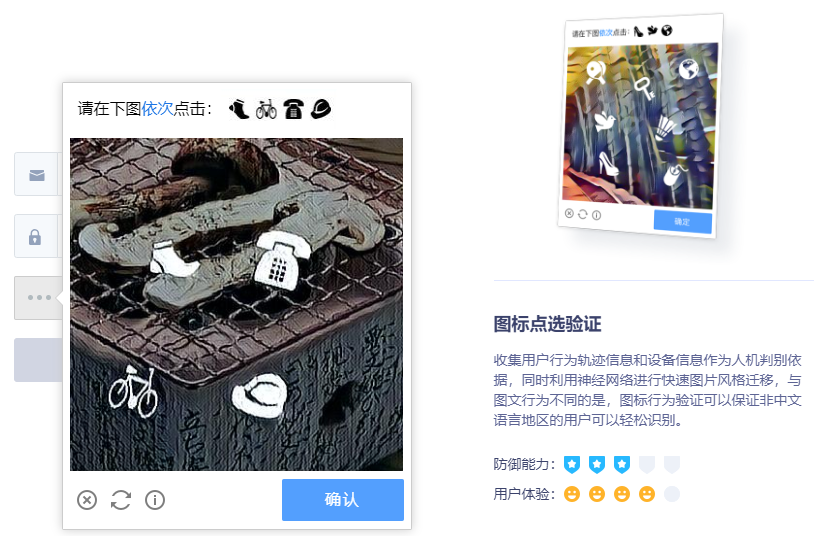 请在下图依次点击：
确认
请在下图依次点击：
确定
图标点选验证
收集用户行为轨迹信息和设备信息作为人机判别依
据，同时利用神经网络进行快速图片风格迁移，与
图文行为不同的是，图标行为验证可以保证非中文
语言地区的用户可以轻松识别。
防御能力：
用户体验：